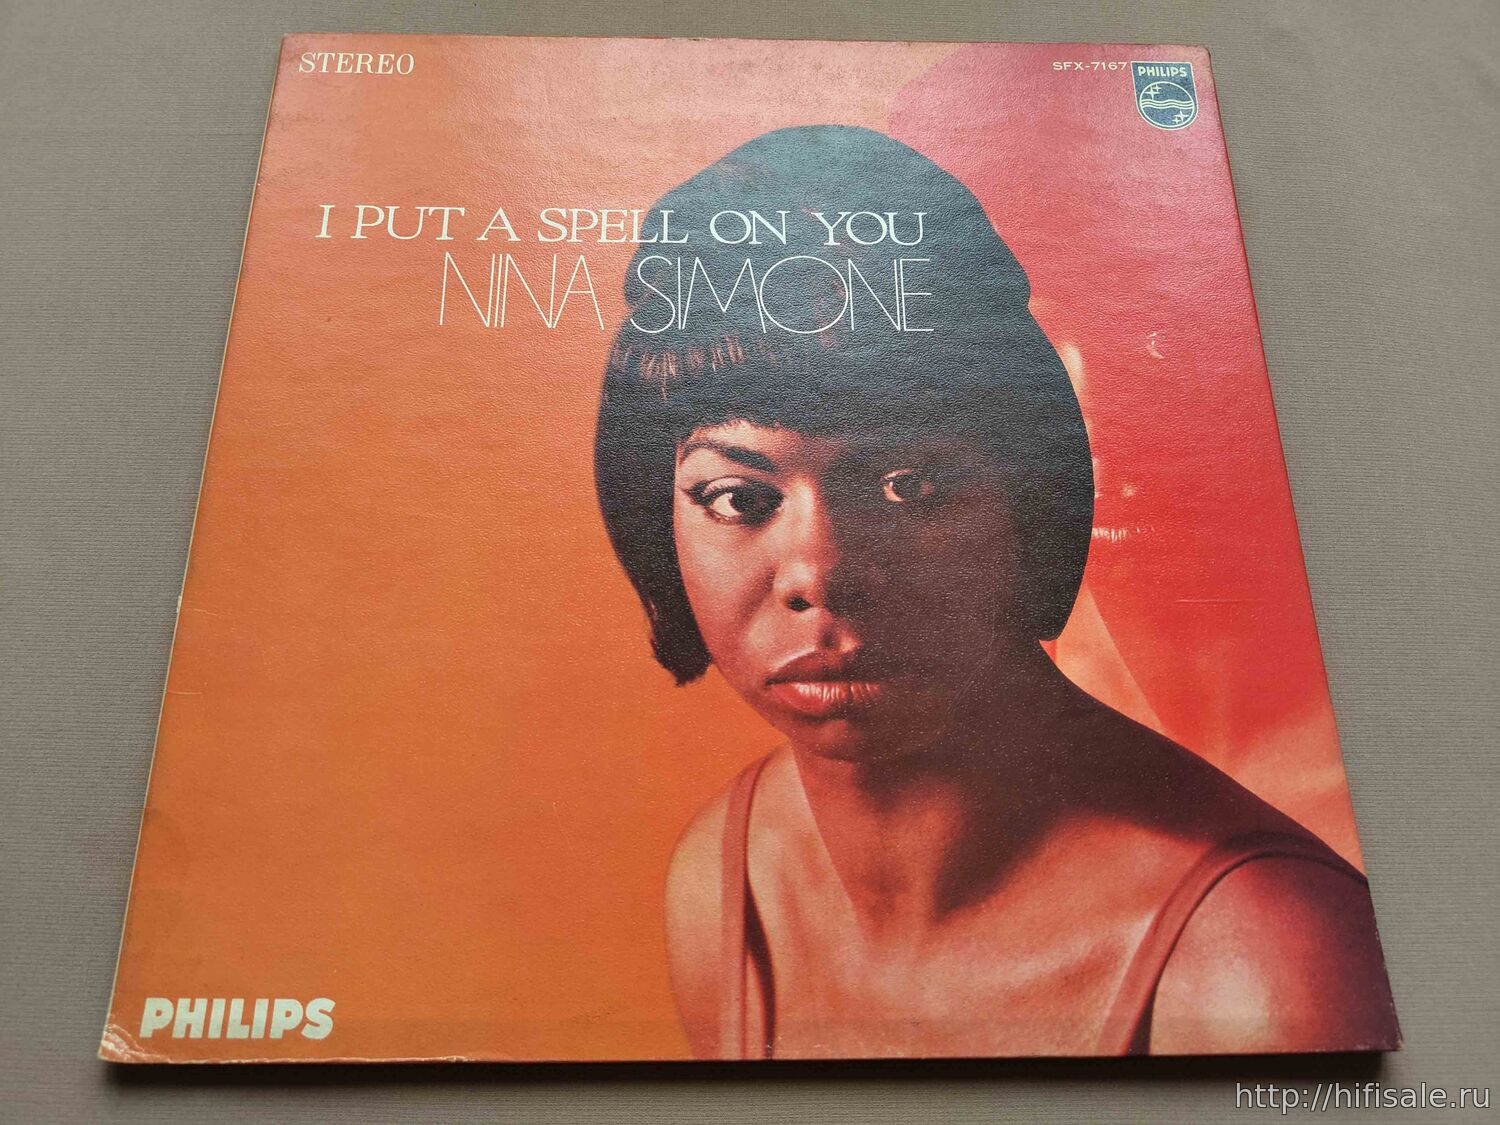 STEREO
SFX-7167
PHILIPS
I PUT A SPELL ON YOU
NINA SIMONE
PHILIPS
http://hifisale.ru